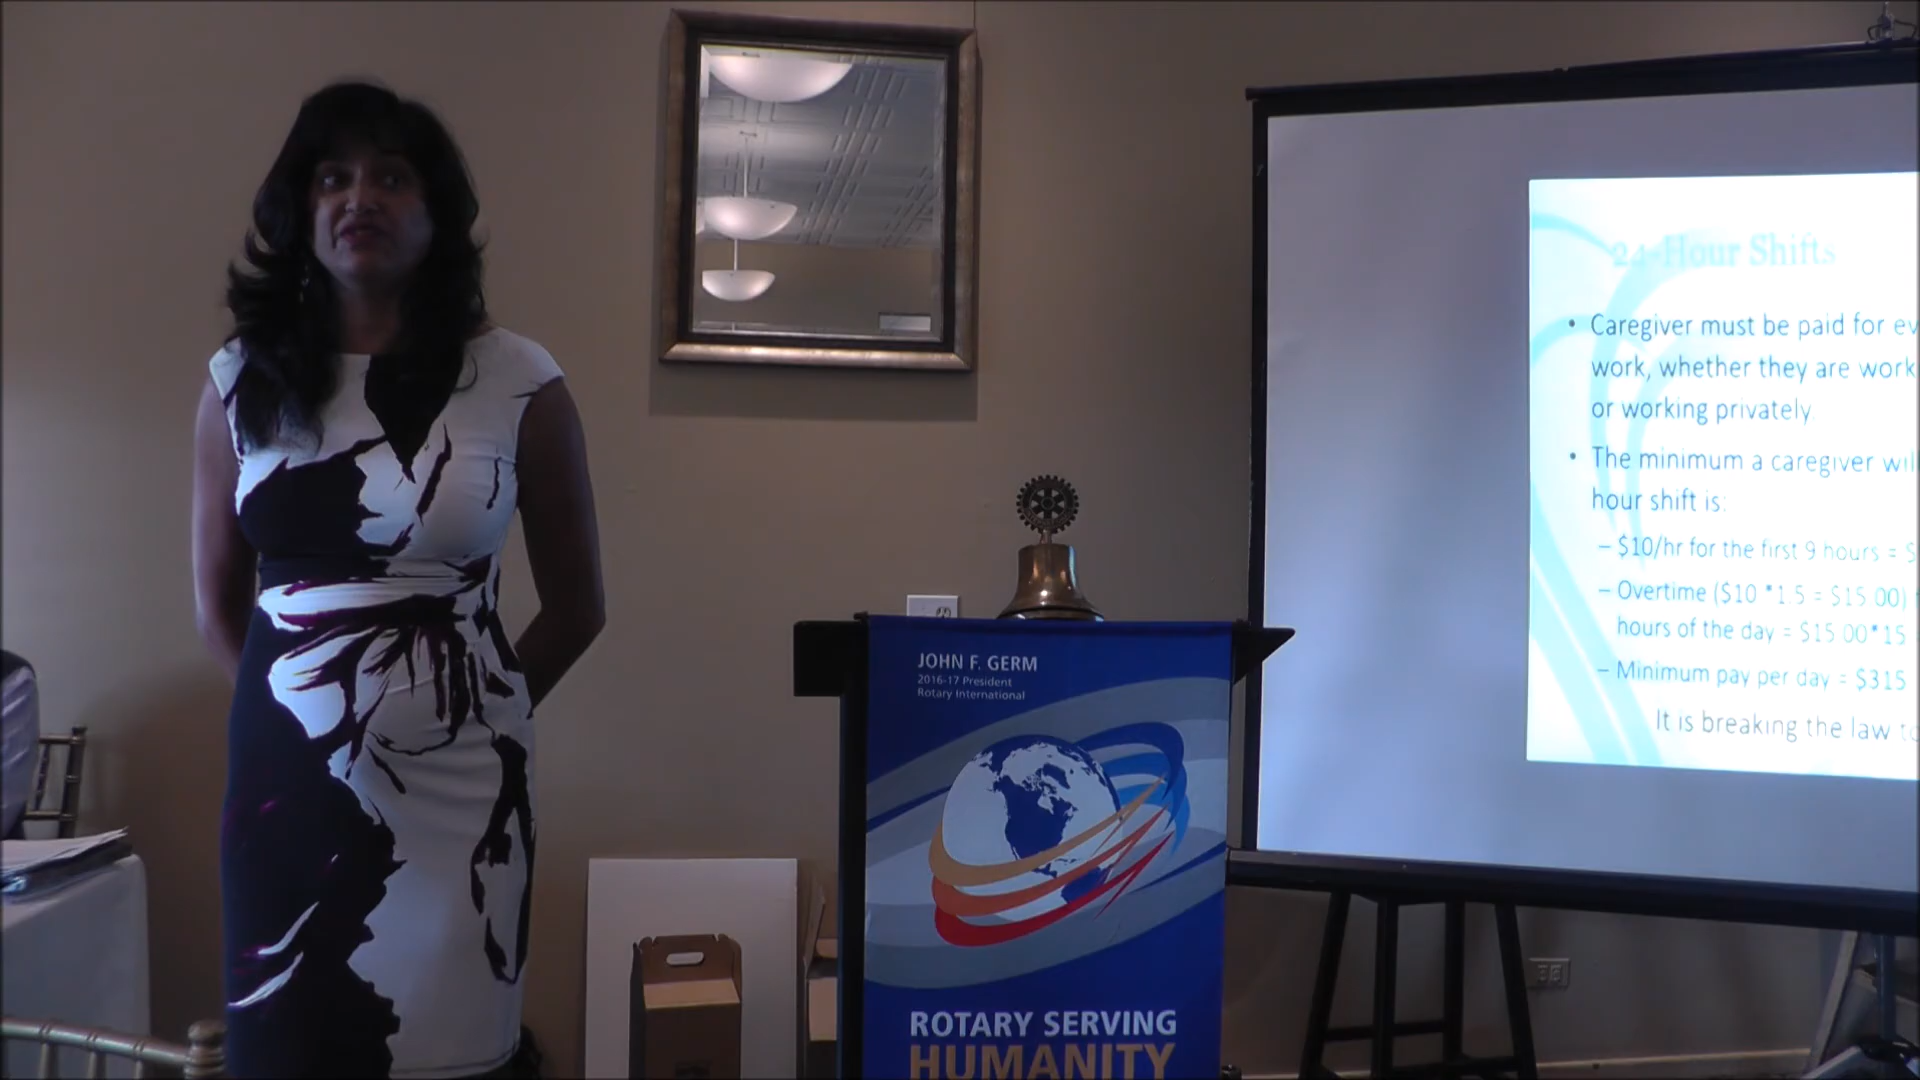 24-Hour Shifts
• Caregiver must be paid for
work, whether they are work
or working privately
• The minimum a caregiver
hour shift is:
– $10/hr for the first 9 hours =
– Overtime ($10 *1.5 = $15.00)
hours of the day = $15.00*15
– Minimum pay per day = $315
It is breaking the law
JOHN F. GERM
2016-17 President
Rotary International
ROTARY SERVING
HUMANITY